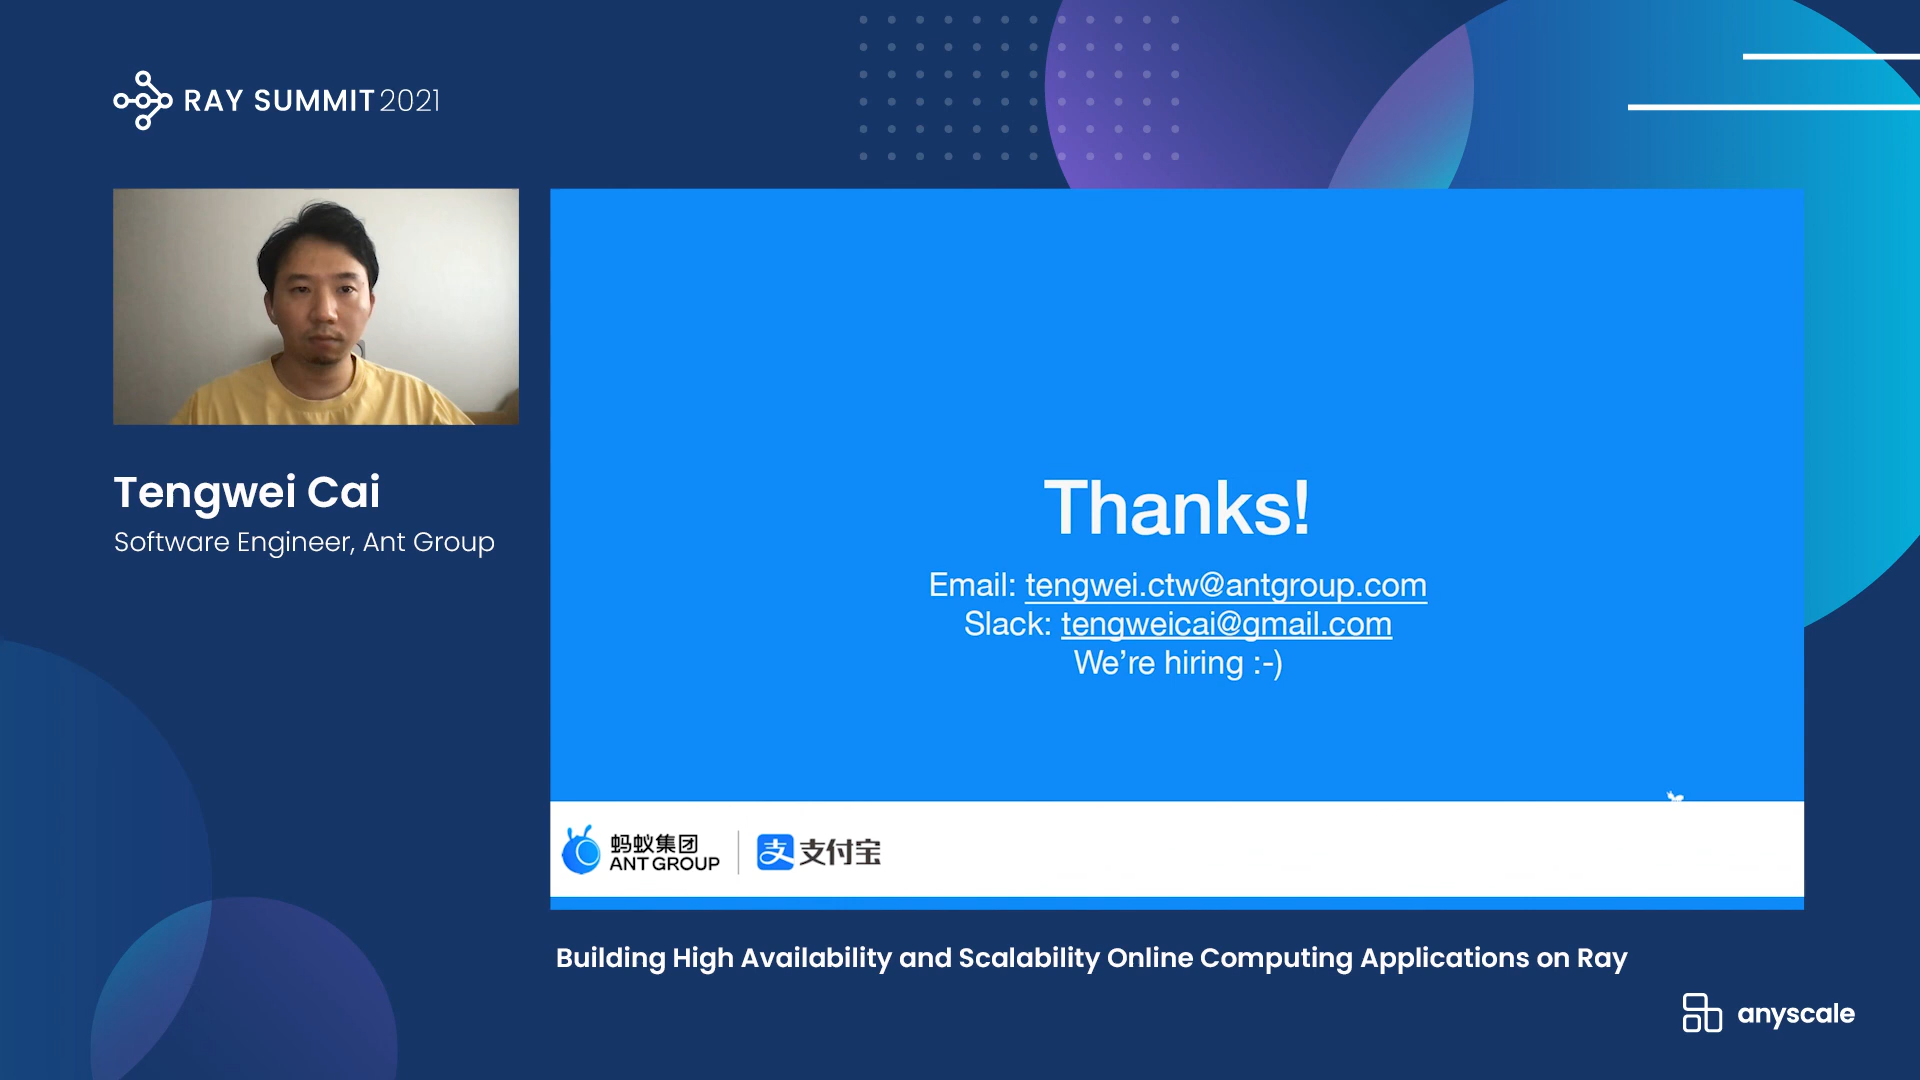 RAY SUMMIT 2021
Tengwei Cai
Software Engineer, Ant Group
Thanks!
Email: tengwei.ctw@antgroup.com
Slack: tengweicai@gmail.com
We're hiring :-)
蚂蚁集团
ANT GROUP
支 支付宝
Building High Availability and Scalability Online Computing Applications on Ray
anyscale